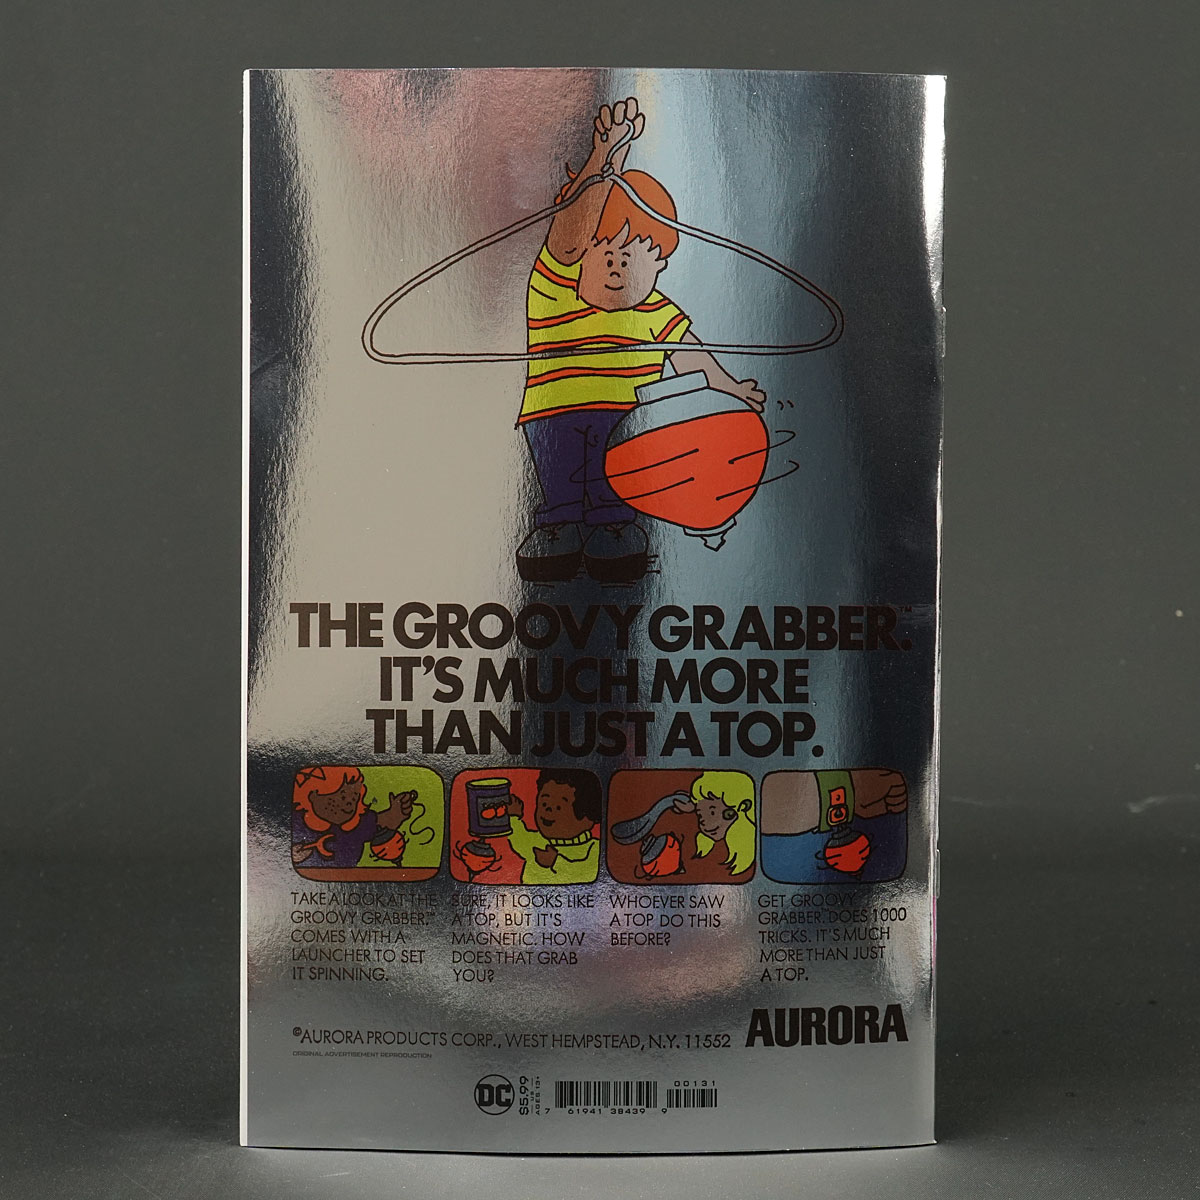 THE GROOVY GRABBER.™
IT'S MUCH MORE
THAN JUST A TOP.
TAKE A LOOK AT THE
GROOVY GRABBER.™
COMES WITH A
LAUNCHER TO SET
IT SPINNING.
SURE, IT LOOKS LIKE
A TOP, BUT IT'S
MAGNETIC. HOW
DOES THAT GRAB
YOU?
WHOEVER SAW
A TOP DO THIS
BEFORE?
GET GROOVY
GRABBER. DOES 1000
TRICKS. IT'S MUCH
MORE THAN JUST
A TOP.
©AURORA PRODUCTS CORP., WEST HEMPSTEAD, N.Y. 11552
AURORA
ORIGINAL ADVERTISEMENT REPRODUCTION
DC
$5.99
US
AGES 13+
00131
7 61941 38439 9